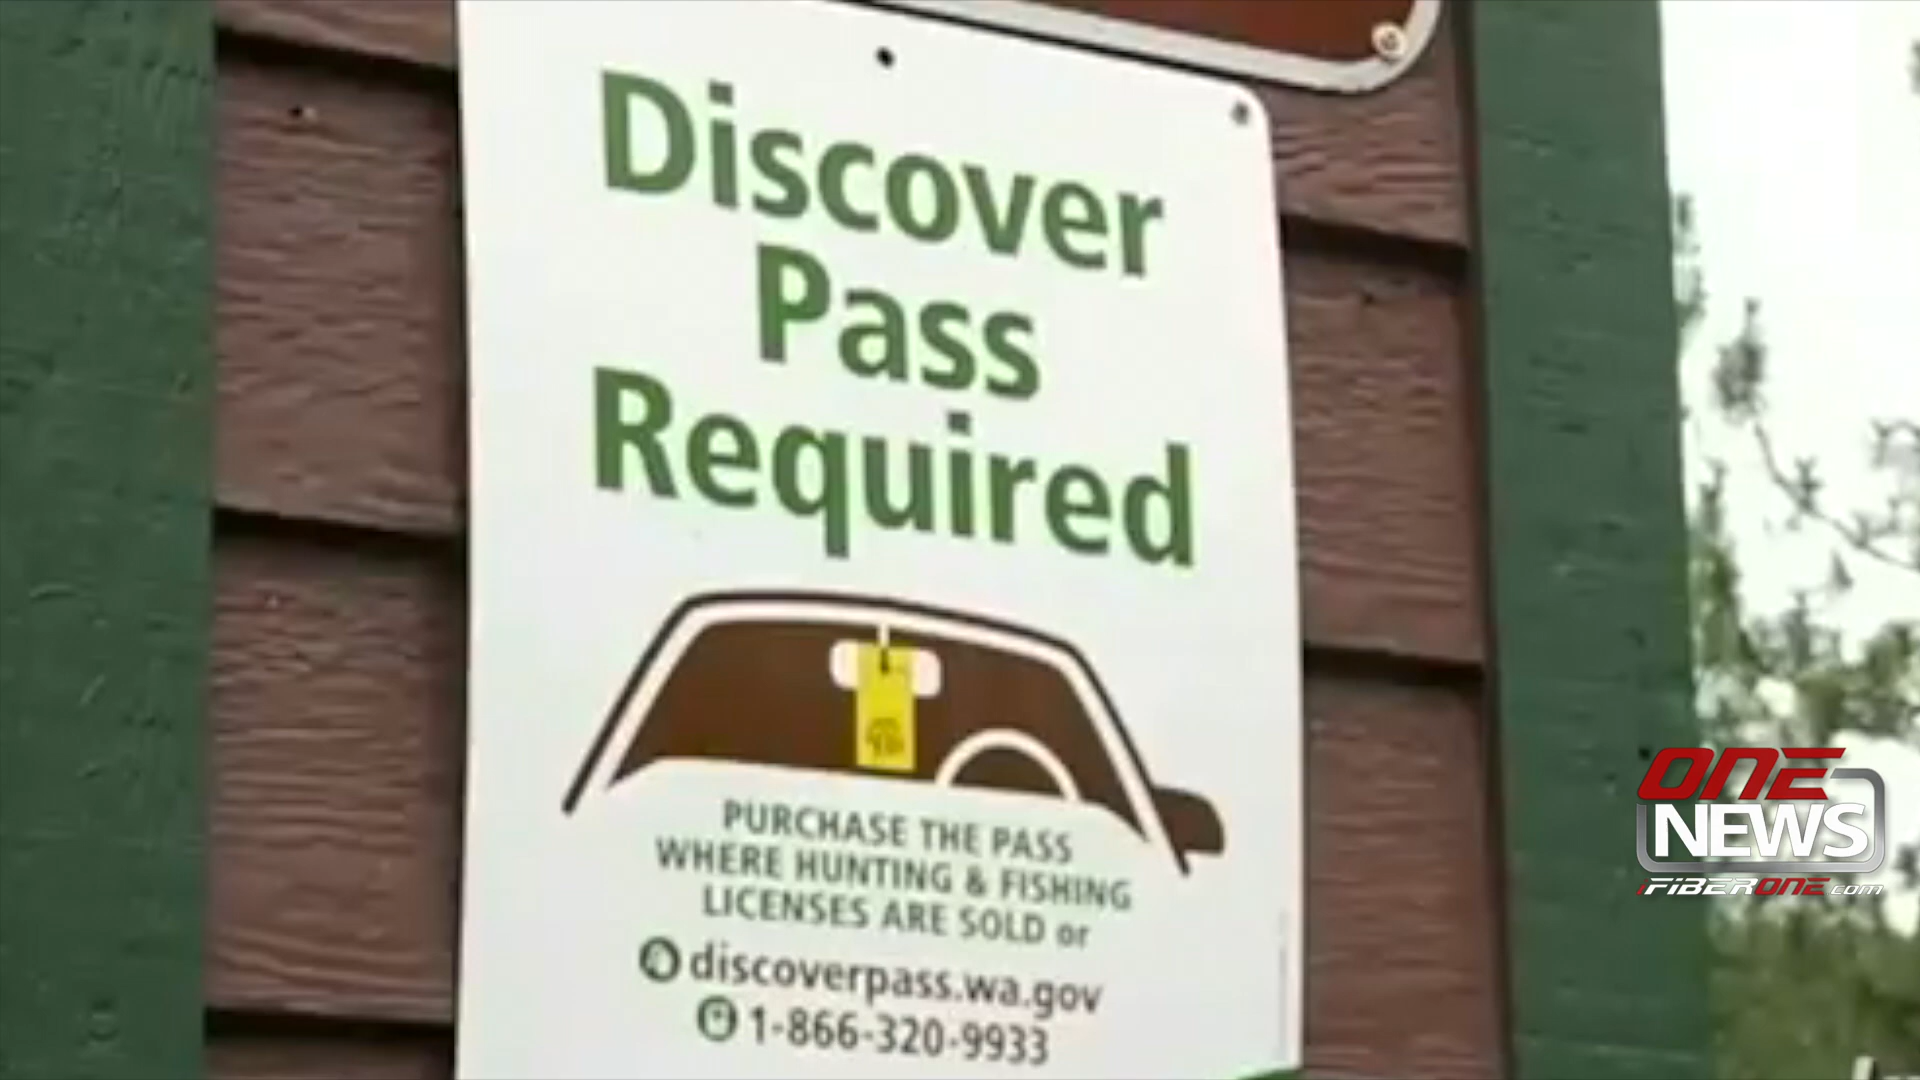 Discover
Pass
Required
PURCHASE THE PASS
WHERE HUNTING & FISHING
LICENSES ARE SOLD or
discoverpass.wa.gov
1-866-320-9933
ONE
NEWS
iFIBERONE.com